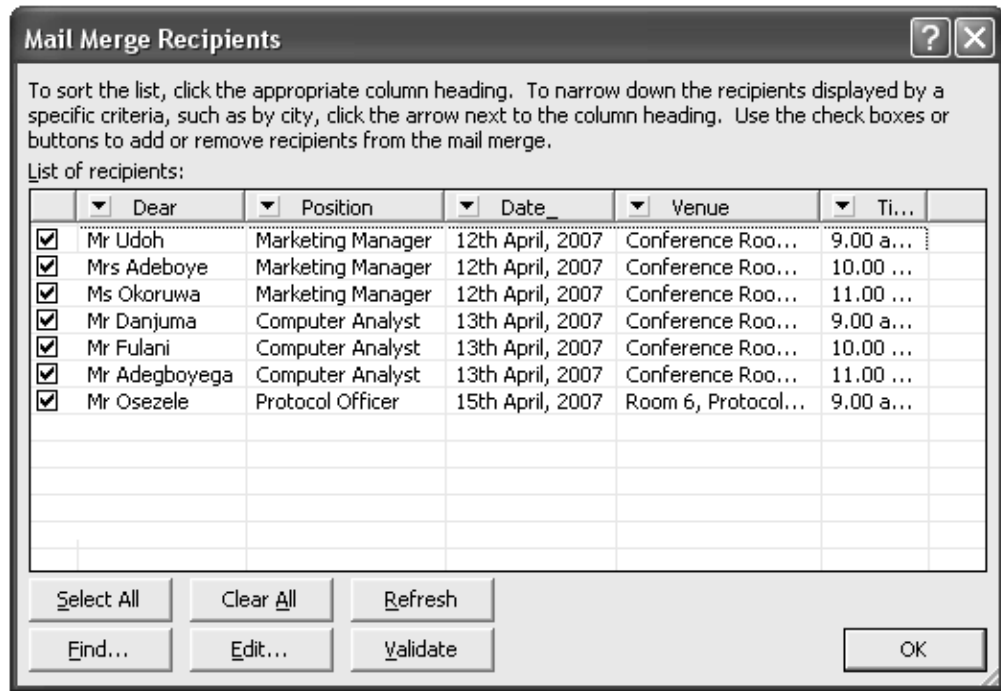 Mail Merge Recipients
To sort the list, click the appropriate column heading. To narrow down the recipients displayed by a
specific criteria, such as by city, click the arrow next to the column heading. Use the check boxes or
buttons to add or remove recipients from the mail merge.
List of recipients:
Dear Position Date_ Venue Ti...
Mr Udoh Marketing Manager 12th April, 2007 Conference Roo... 9.00 a...
Mrs Adeboye Marketing Manager 12th April, 2007 Conference Roo... 10.00 ...
Ms Okoruwa Marketing Manager 12th April, 2007 Conference Roo... 11.00 ...
Mr Danjuma Computer Analyst 13th April, 2007 Conference Roo... 9.00 a...
Mr Fulani Computer Analyst 13th April, 2007 Conference Roo... 10.00 ...
Mr Adegboyega Computer Analyst 13th April, 2007 Conference Roo... 11.00 ...
Mr Osezele Protocol Officer 15th April, 2007 Room 6, Protocol... 9.00 a...
Select All Clear All Refresh
Find... Edit... Validate OK